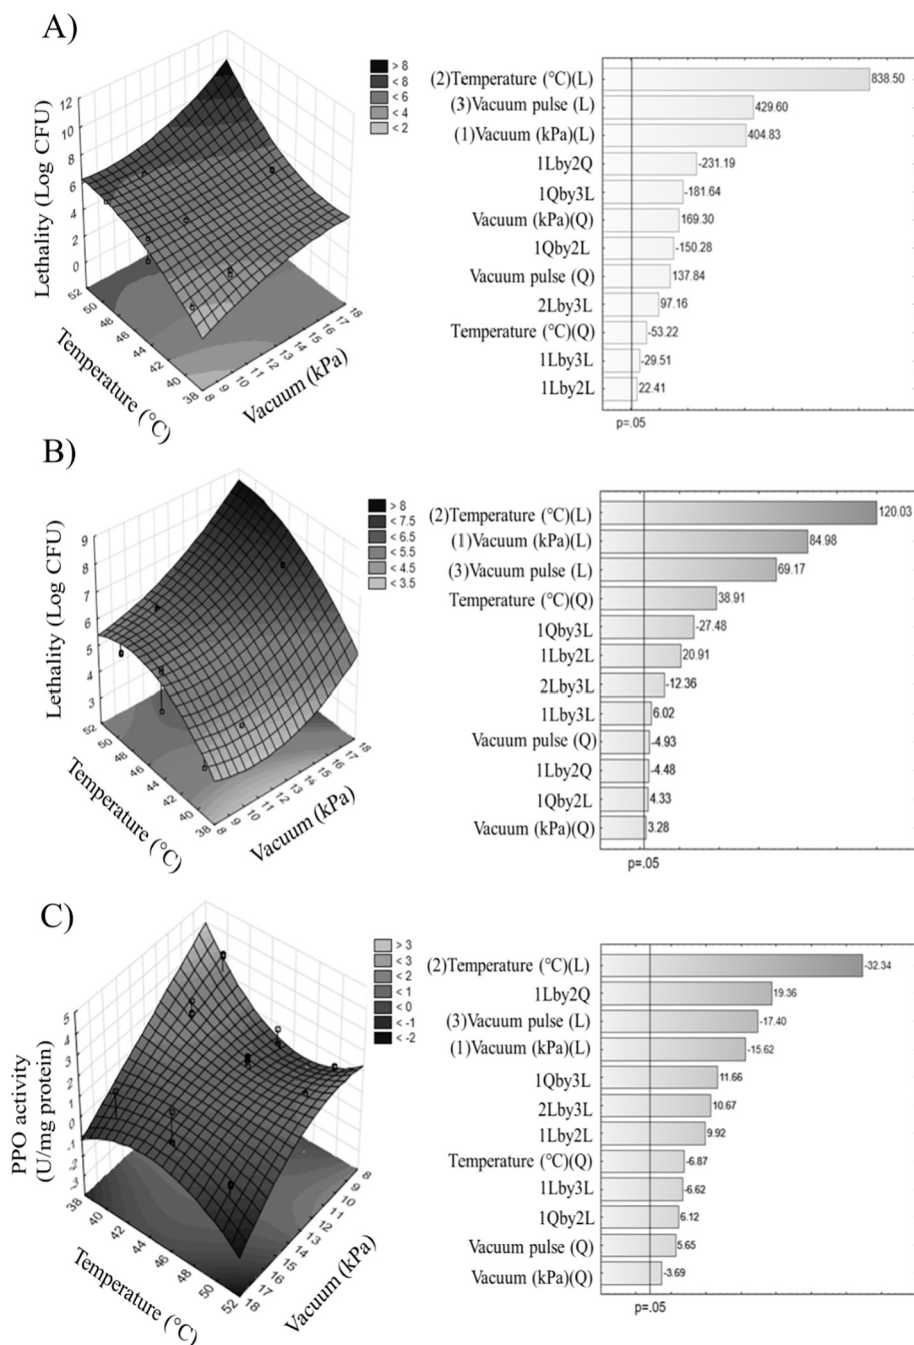 A)
12
10
8
6
4
2
0
Lethality (Log CFU)
52
50
48
46
44
42
40
38
Temperature (°C)
8
9
10
11
12
13
14
15
16
17
18
Vacuum (kPa)
> 8
< 8
< 6
< 4
< 2
(2)Temperature (°C)(L) 838.50
(3)Vacuum pulse (L) 429.60
(1)Vacuum (kPa)(L) 404.83
1Lby2Q -231.19
1Qby3L -181.64
Vacuum (kPa)(Q) 169.30
1Qby2L -150.28
Vacuum pulse (Q) 137.84
2Lby3L 97.16
Temperature (°C)(Q) -53.22
1Lby3L -29.51
1Lby2L 22.41
p=.05
B)
9
8
7
6
5
4
3
Lethality (Log CFU)
52
50
48
46
44
42
40
38
Temperature (°C)
8
9
10
11
12
13
14
15
16
17
18
Vacuum (kPa)
> 8
< 7.5
< 6.5
< 5.5
< 4.5
< 3.5
(2)Temperature (°C)(L) 120.03
(1)Vacuum (kPa)(L) 84.98
(3)Vacuum pulse (L) 69.17
Temperature (°C)(Q) 38.91
1Qby3L -27.48
1Lby2L 20.91
2Lby3L -12.36
1Lby3L 6.02
Vacuum pulse (Q) -4.93
1Lby2Q -4.48
1Qby2L 4.33
Vacuum (kPa)(Q) 3.28
p=.05
C)
5
4
3
2
1
0
-1
-2
-3
PPO activity
(U/mg protein)
38
40
42
44
46
48
50
52
Temperature (°C)
18
17
16
15
14
13
12
11
10
9
8
Vacuum (kPa)
> 3
< 3
< 2
< 1
< 0
< -1
< -2
(2)Temperature (°C)(L) -32.34
1Lby2Q 19.36
(3)Vacuum pulse (L) -17.40
(1)Vacuum (kPa)(L) -15.62
1Qby3L 11.66
2Lby3L 10.67
1Lby2L 9.92
Temperature (°C)(Q) -6.87
1Lby3L -6.62
1Qby2L 6.12
Vacuum pulse (Q) 5.65
Vacuum (kPa)(Q) -3.69
p=.05